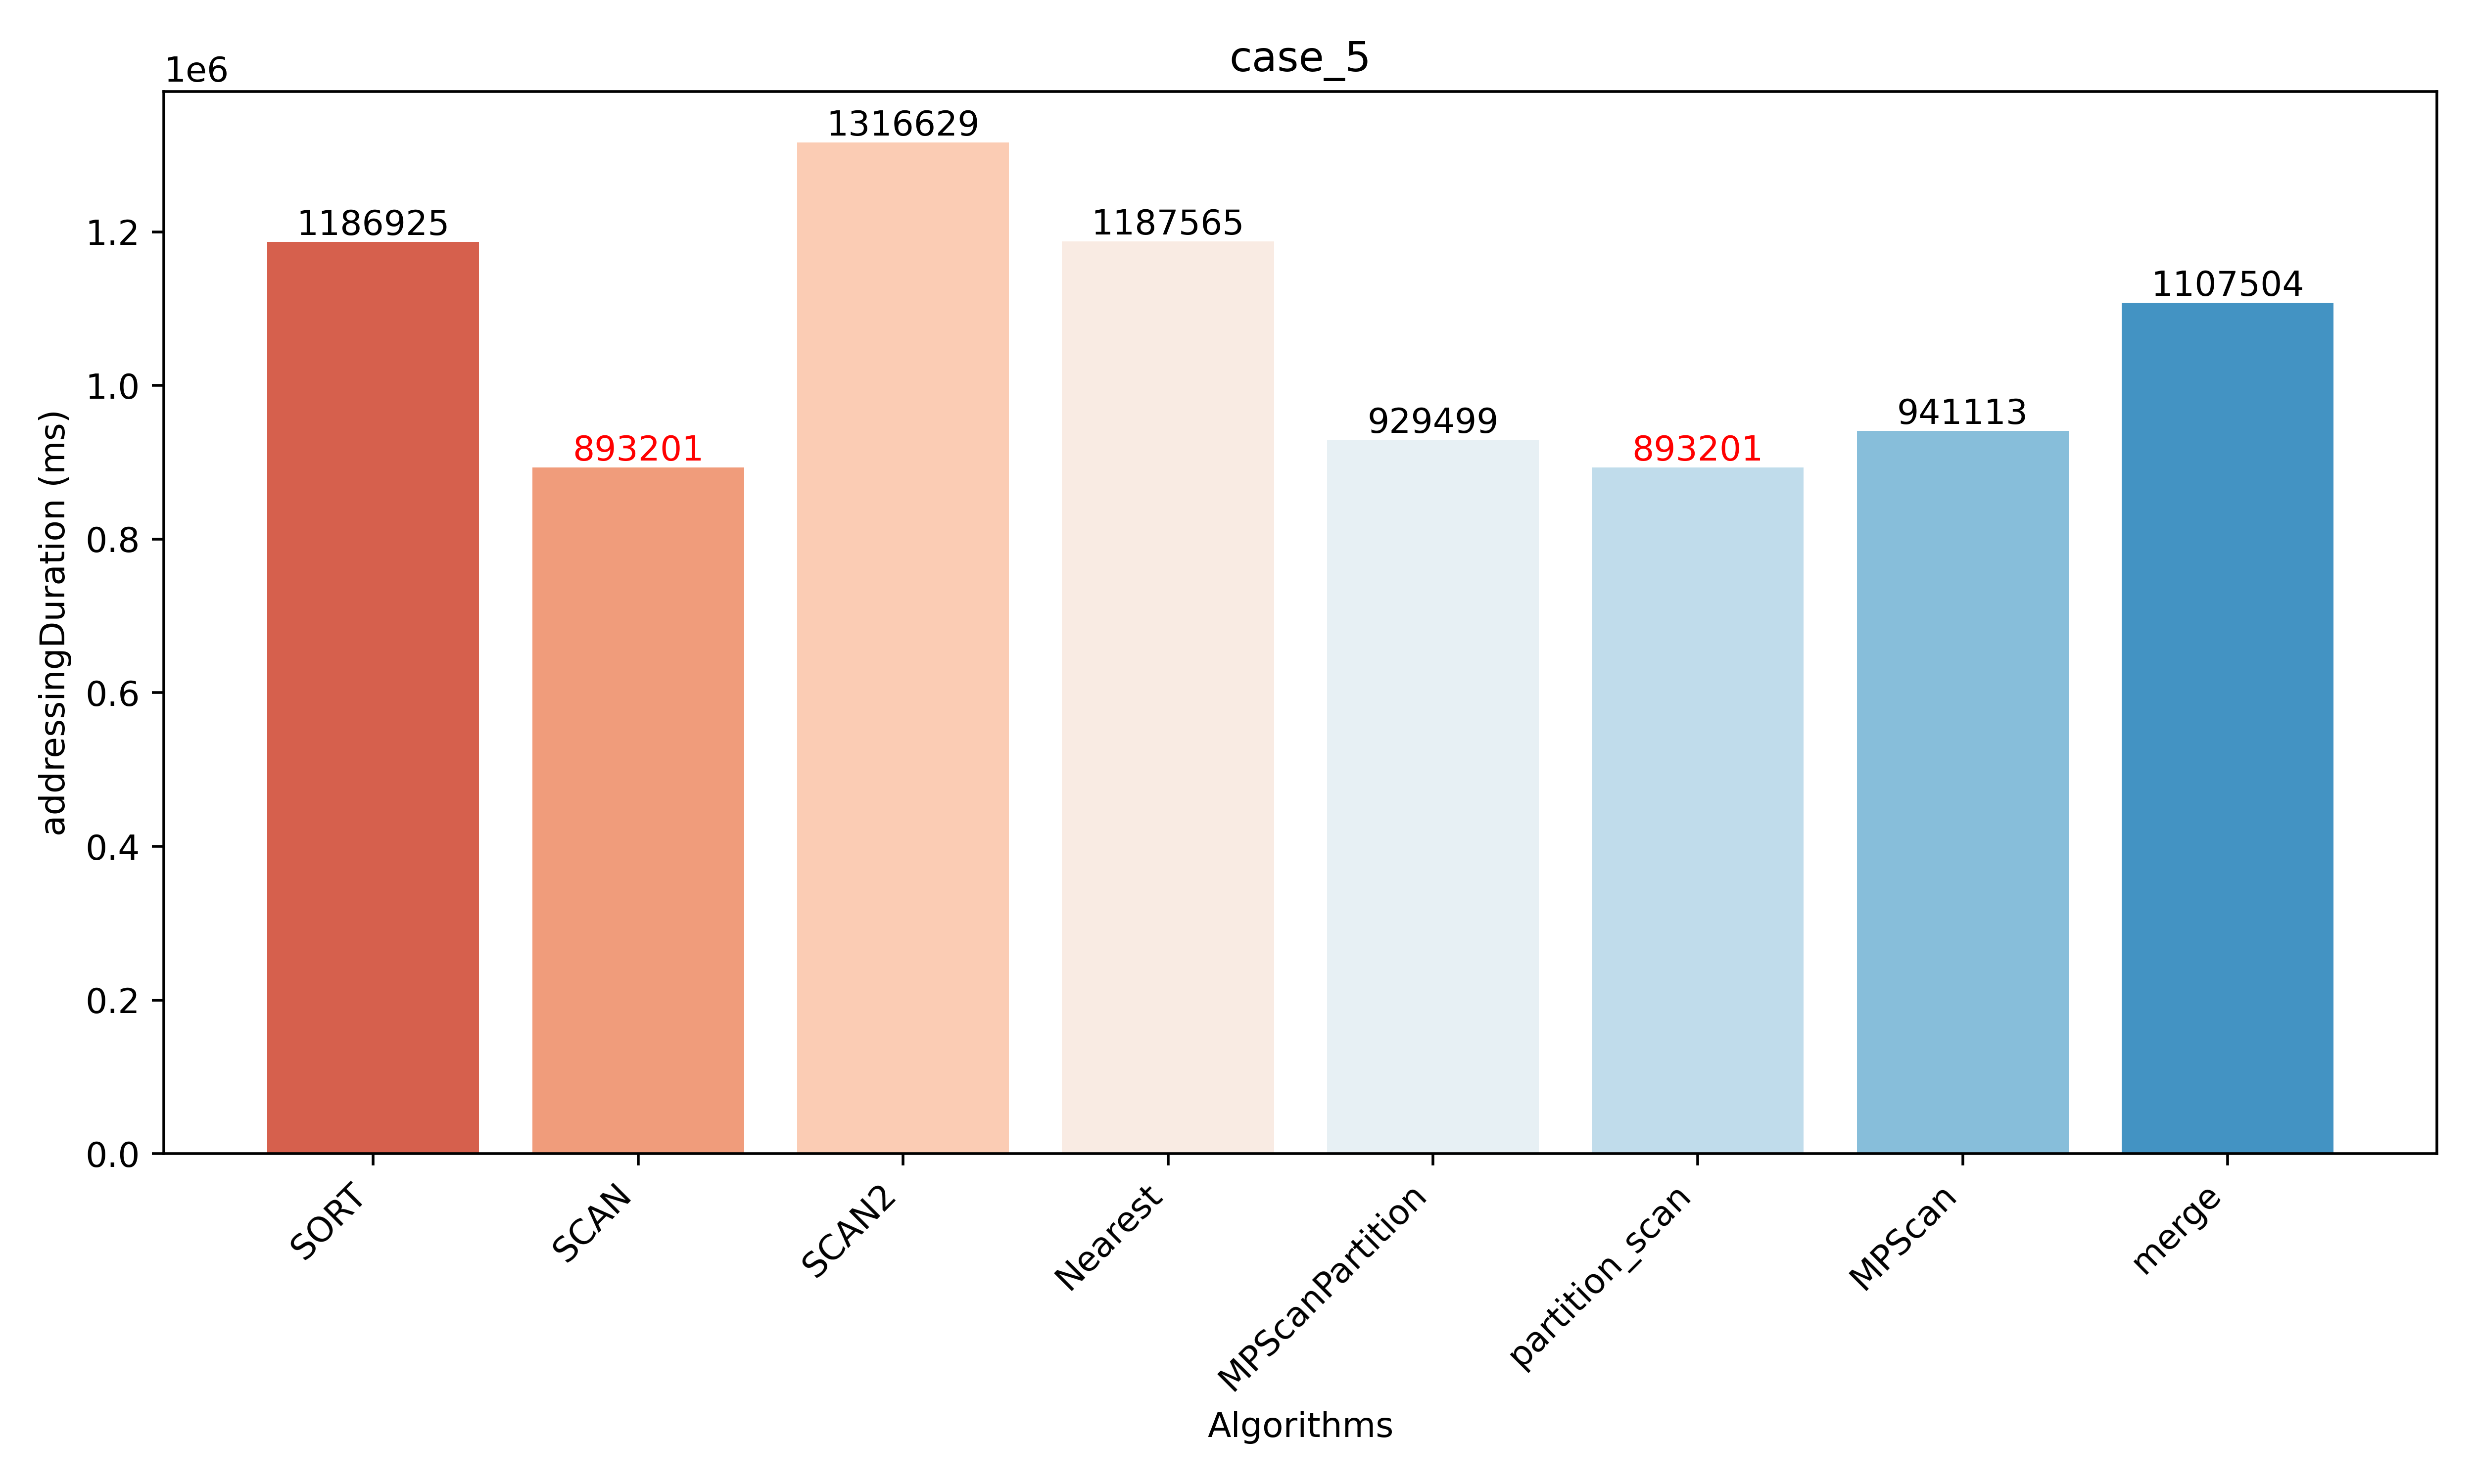 case_5
1e6
1316629
1186925
1187565
1107504
893201
929499
893201
941113
1.2
1.0
0.8
0.6
0.4
0.2
0.0
addressingDuration (ms)
SORT
SCAN
SCAN2
Nearest
MPScanPartition
partition_scan
MPScan
merge
Algorithms